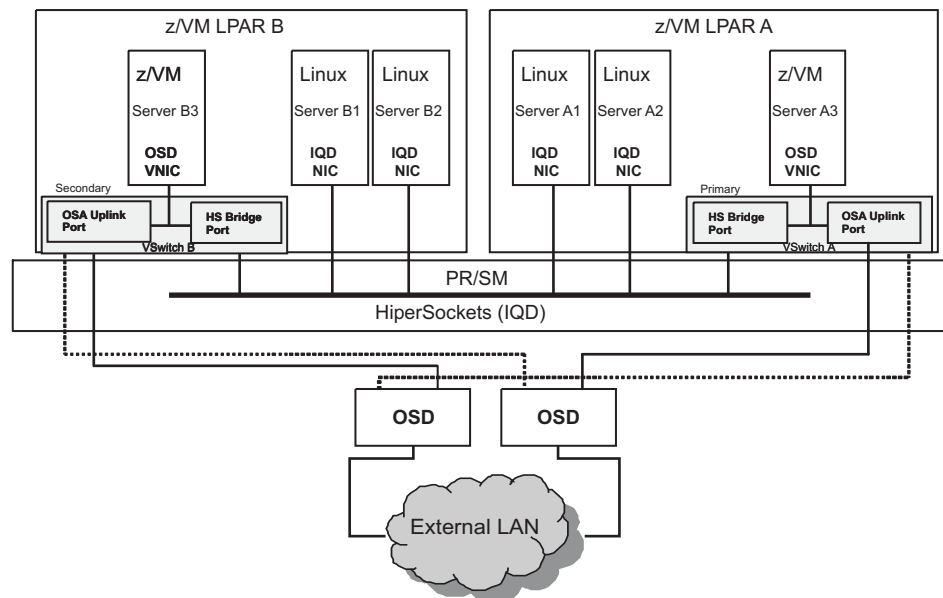 z/VM LPAR B
z/VM
Server B3
OSD
VNIC
Linux
Server B1
IQD
NIC
Linux
Server B2
IQD
NIC
Secondary
OSA Uplink
Port
HS Bridge
Port
VSwitch B
z/VM LPAR A
Linux
Server A1
IQD
NIC
Linux
Server A2
IQD
NIC
z/VM
Server A3
OSD
VNIC
Primary
HS Bridge
Port
OSA Uplink
Port
VSwitch A
PR/SM
HiperSockets (IQD)
OSD
OSD
External LAN